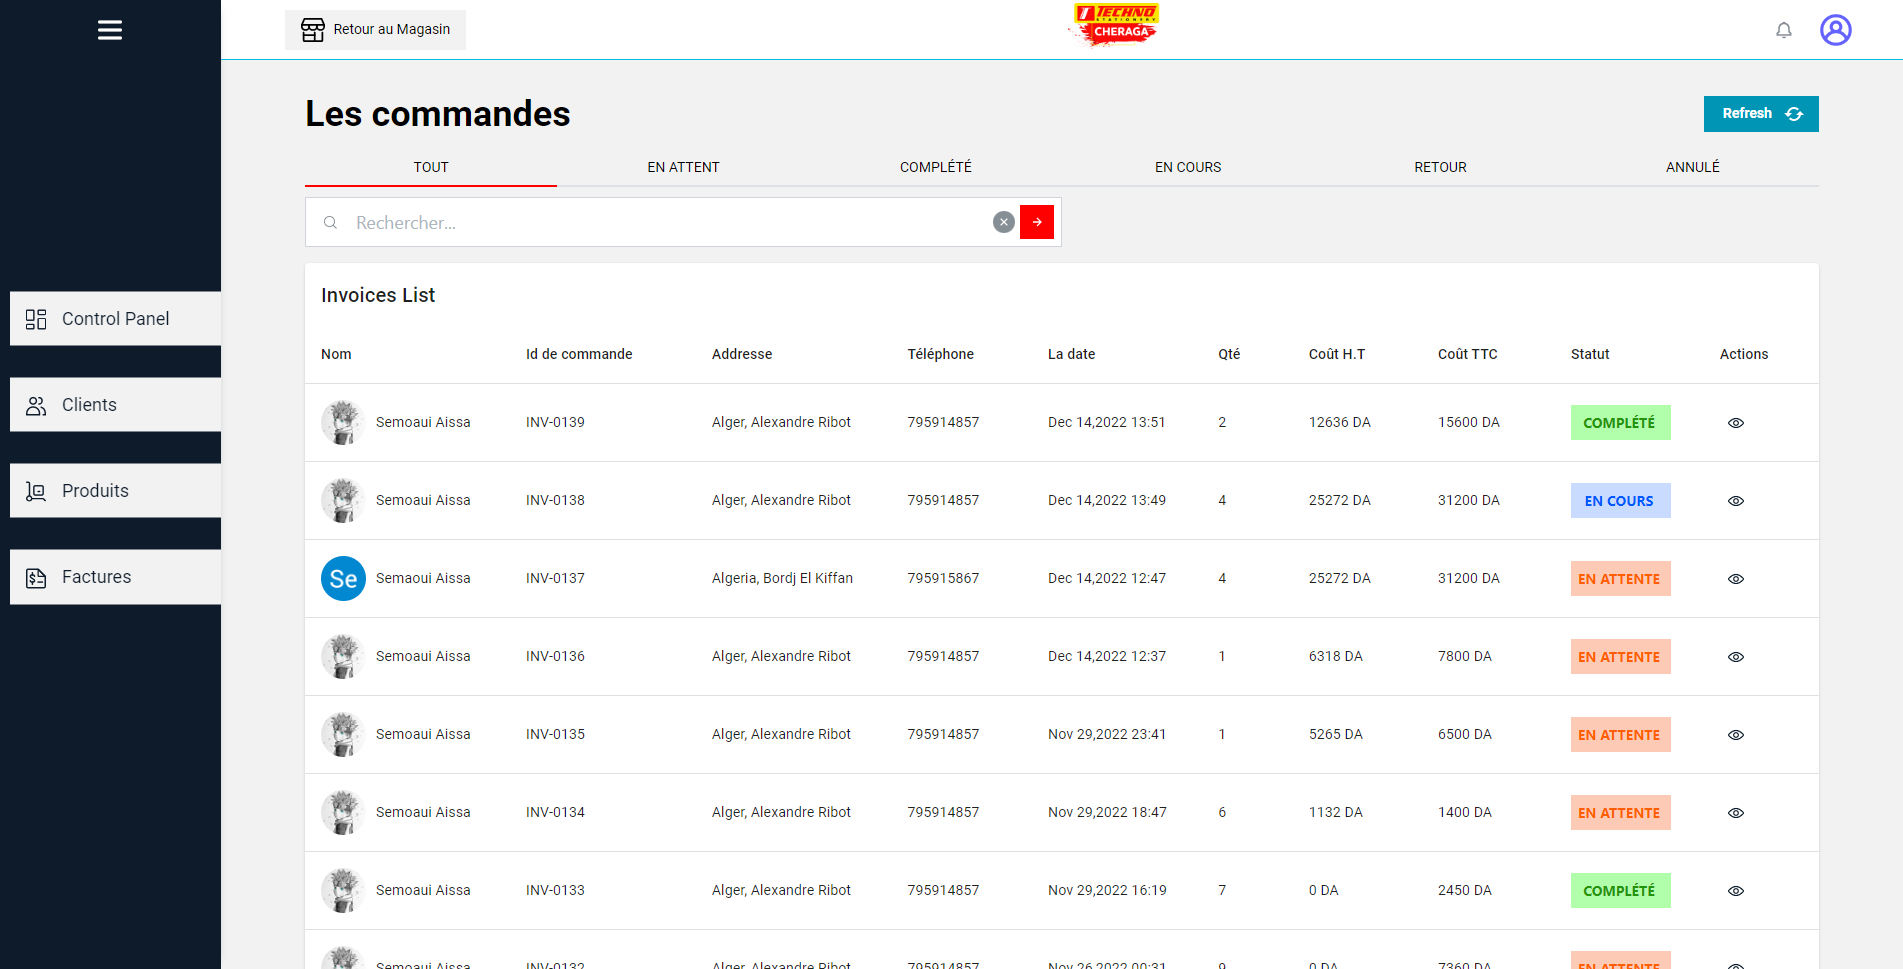 Retour au Magasin
TECHNO
STATIONERY
CHERAGA
Control Panel
Clients
Produits
Factures
Les commandes
Refresh
TOUT EN ATTENT COMPLÉTÉ EN COURS RETOUR ANNULÉ
Rechercher...
Invoices List
Nom Id de commande Addresse Téléphone La date Qté Coût H.T Coût TTC Statut Actions
Semoaui Aissa INV-0139 Alger, Alexandre Ribot 795914857 Dec 14,2022 13:51 2 12636 DA 15600 DA COMPLÉTÉ
Semoaui Aissa INV-0138 Alger, Alexandre Ribot 795914857 Dec 14,2022 13:49 4 25272 DA 31200 DA EN COURS
Se Semaoui Aissa INV-0137 Algeria, Bordj El Kiffan 795915867 Dec 14,2022 12:47 4 25272 DA 31200 DA EN ATTENTE
Semoaui Aissa INV-0136 Alger, Alexandre Ribot 795914857 Dec 14,2022 12:37 1 6318 DA 7800 DA EN ATTENTE
Semoaui Aissa INV-0135 Alger, Alexandre Ribot 795914857 Nov 29,2022 23:41 1 5265 DA 6500 DA EN ATTENTE
Semoaui Aissa INV-0134 Alger, Alexandre Ribot 795914857 Nov 29,2022 18:47 6 1132 DA 1400 DA EN ATTENTE
Semoaui Aissa INV-0133 Alger, Alexandre Ribot 795914857 Nov 29,2022 16:19 7 0 DA 2450 DA COMPLÉTÉ
Semoaui Aissa INV-0132 Alger, Alexandre Ribot 795914857 Nov 26,2022 00:31 9 0 DA 7360 DA EN ATTENTE